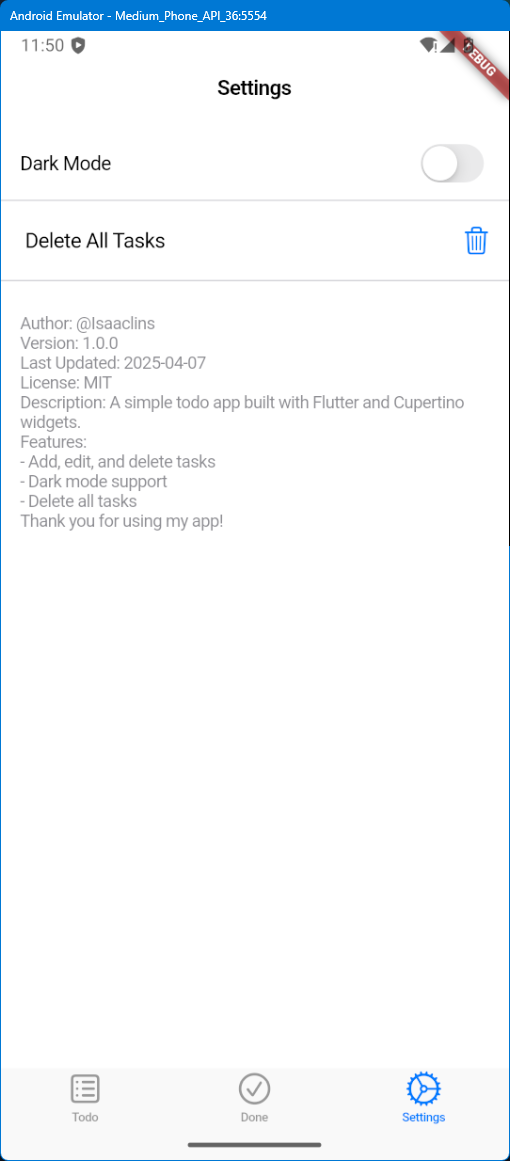 Android Emulator - Medium_Phone_API_36:5554
11:50
DEBUG
Settings
Dark Mode
Delete All Tasks
Author: @Isaaclins
Version: 1.0.0
Last Updated: 2025-04-07
License: MIT
Description: A simple todo app built with Flutter and Cupertino
widgets.
Features:
- Add, edit, and delete tasks
- Dark mode support
- Delete all tasks
Thank you for using my app!
Todo
Done
Settings